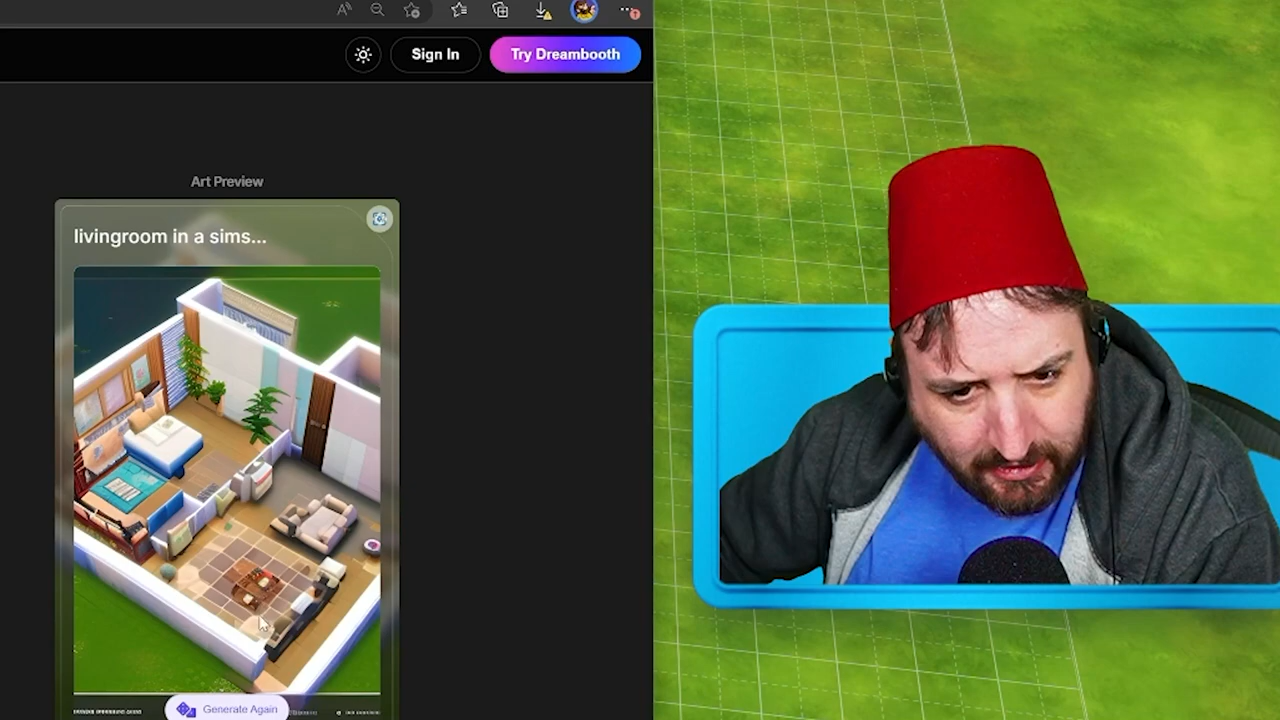 Sign In
Try Dreambooth
Art Preview
livingroom in a sims...
Generate Again